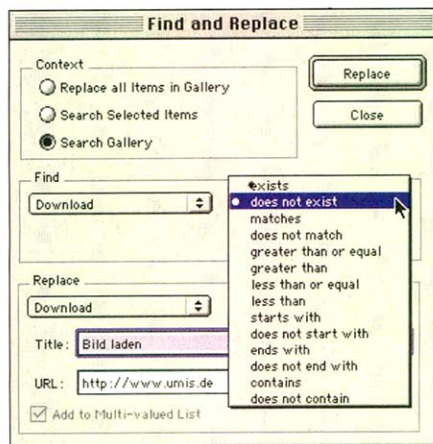 Find and Replace
Context
Replace all Items in Gallery
Search Selected Items
Search Gallery
Replace
Close
Find
Download
exists
does not exist
matches
does not match
greater than or equal
greater than
less than or equal
less than
starts with
does not start with
ends with
does not end with
contains
does not contain
Replace
Download
Title: Bild laden
URL: http://www.umis.de
Add to Multi-valued List